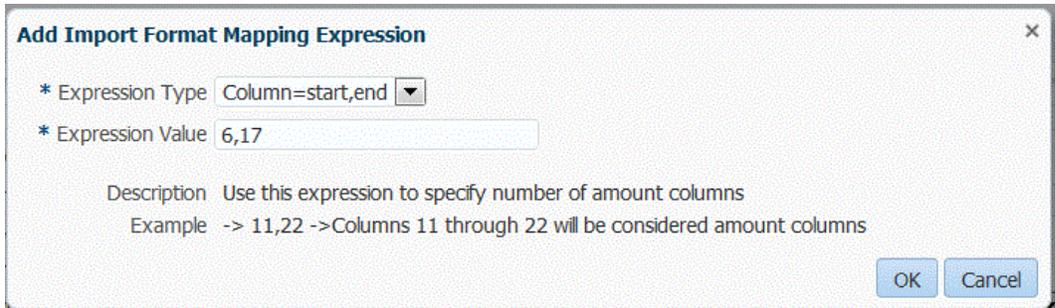 Add Import Format Mapping Expression
* Expression Type Column=start,end
* Expression Value 6,17
Description Use this expression to specify number of amount columns
Example -> 11,22 ->Columns 11 through 22 will be considered amount columns
OK Cancel